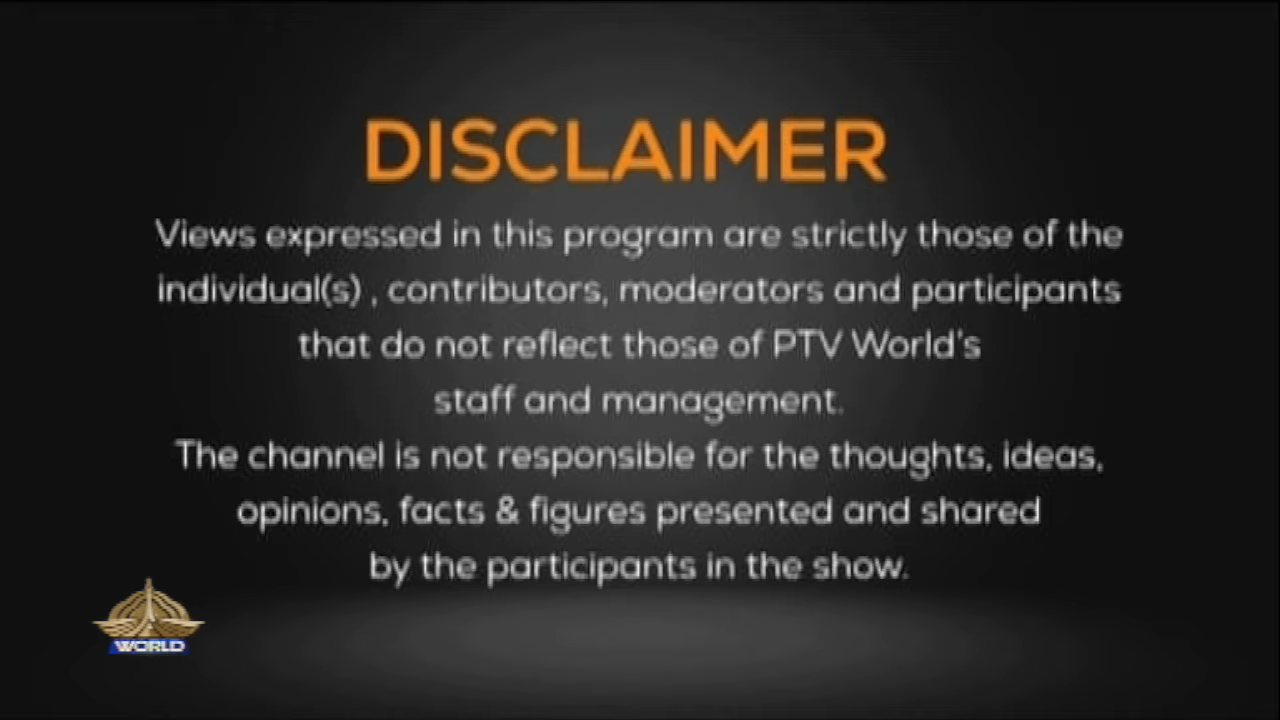 DISCLAIMER
Views expressed in this program are strictly those of the
individual(s) , contributors, moderators and participants
that do not reflect those of PTV World's
staff and management.
The channel is not responsible for the thoughts, ideas,
opinions, facts & figures presented and shared
by the participants in the show.
WORLD